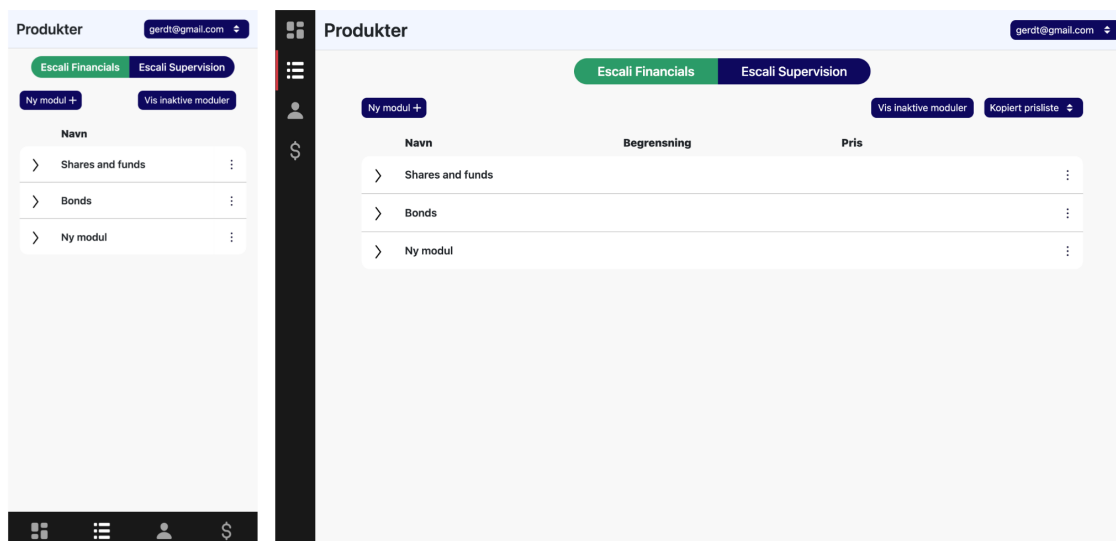 Produkter gerdt@gmail.com
Escali Financials Escali Supervision
Ny modul + Vis inaktive moduler
Navn
Shares and funds
Bonds
Ny modul
$
Produkter gerdt@gmail.com
Escali Financials Escali Supervision
Ny modul + Vis inaktive moduler Kopiert prisliste
$
Navn Begrensning Pris
Shares and funds
Bonds
Ny modul